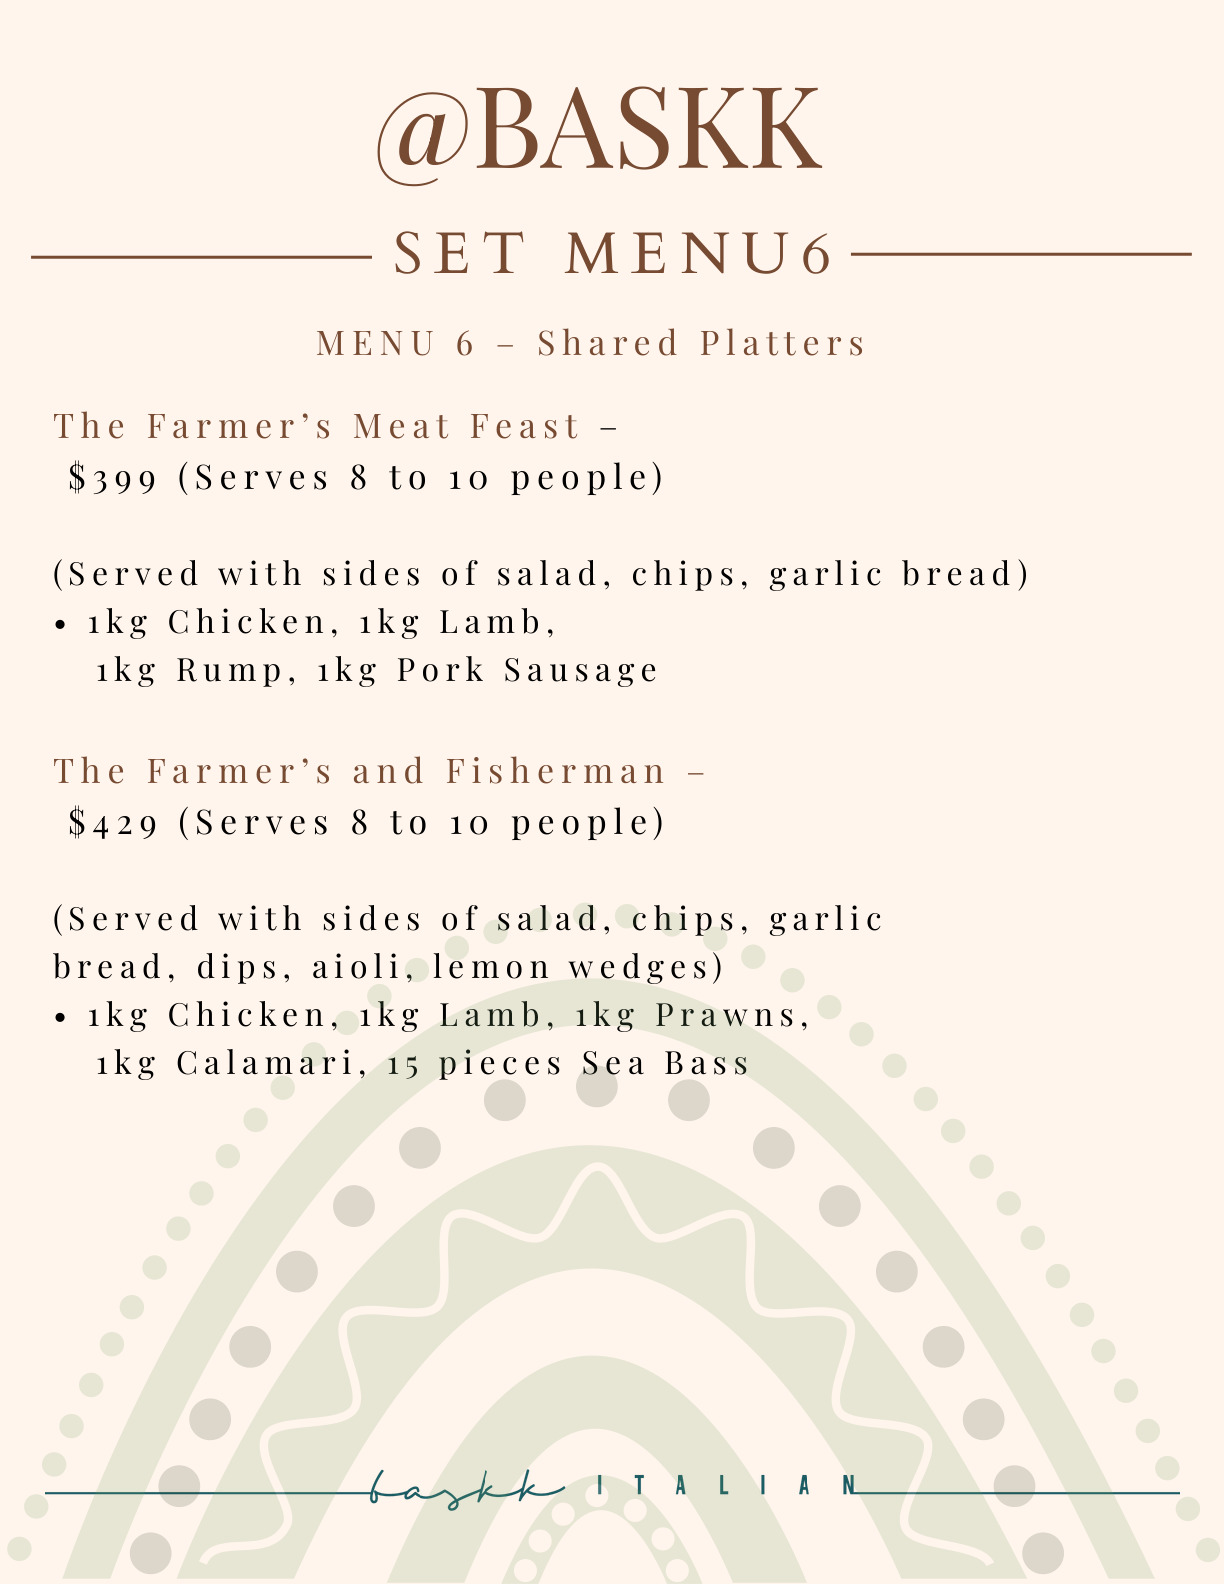 @BASKK
SET MENU6
MENU 6 – Shared Platters
The Farmer’s Meat Feast –
$399 (Serves 8 to 10 people)
(Served with sides of salad, chips, garlic bread)
• 1kg Chicken, 1kg Lamb,
1kg Rump, 1kg Pork Sausage
The Farmer’s and Fisherman –
$429 (Serves 8 to 10 people)
(Served with sides of salad, chips, garlic
bread, dips, aioli, lemon wedges)
• 1kg Chicken, 1kg Lamb, 1kg Prawns,
1kg Calamari, 15 pieces Sea Bass
baskk ITALIAN